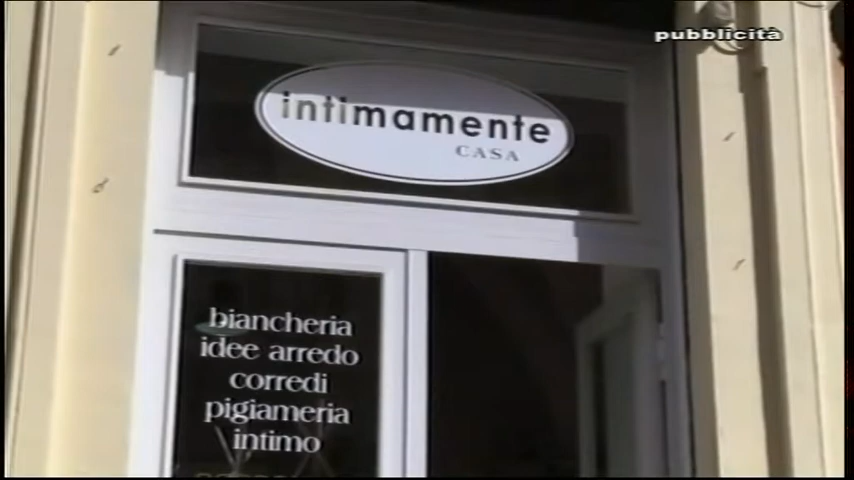 pubblicità
intimamente
CASA
biancheria
idee arredo
corredi
pigiameria
intimo